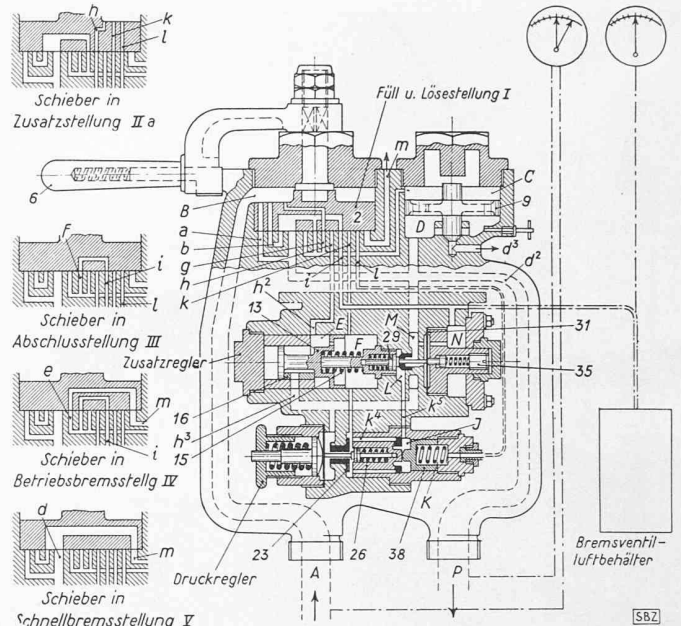 h
k
l
Schieber in
Zusatzstellung II a
6
Füll u. Lösestellung I
m
B
2
C
9
D
a
b
g
h
k
i
l
d³
d²
F
i
l
Schieber in
Abschlusstellung III
Zusatzregler
h²
13
E
F
M
29
N
31
35
L
16
h³
15
k⁴
k⁵
J
e
m
i
Schieber in
Betriebsbremsstellg IV
K
23
26
38
Druckregler
A
P
Bremsventil-
luftbehälter
d
m
Schieber in
Schnellbremsstellung V
SBZ